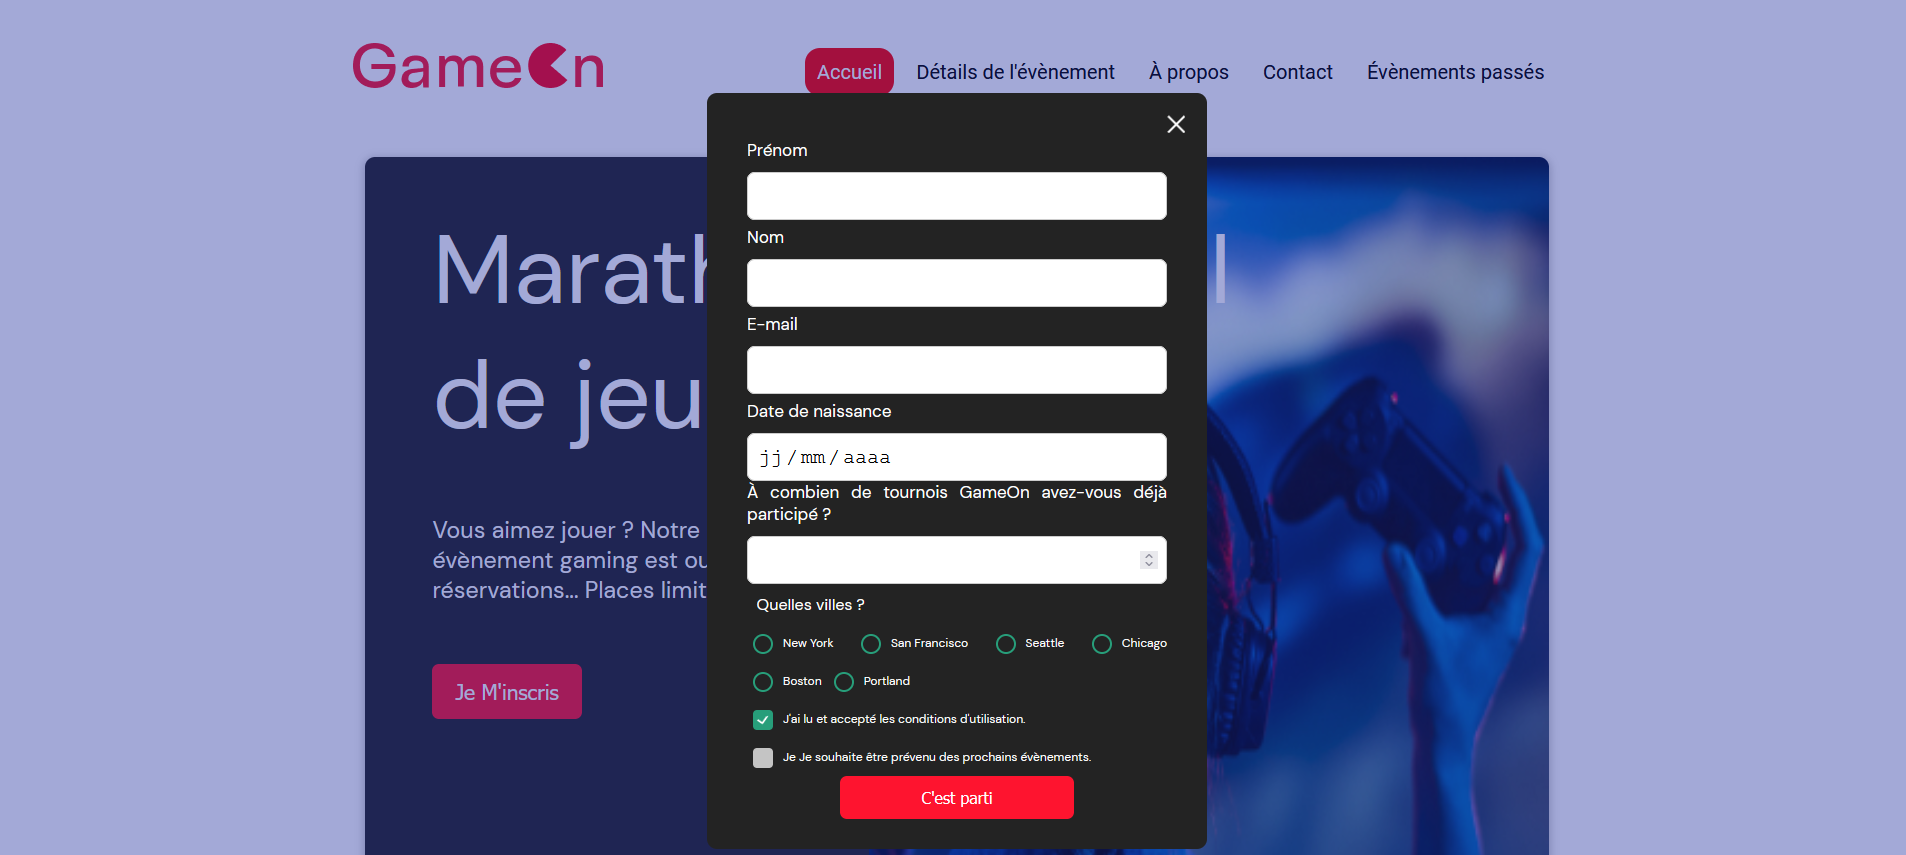 GameOn
Accueil Détails de l'évènement À propos Contact Évènements passés
Marath l
de jeu
Vous aimez jouer ? Notre
évènement gaming est ou
réservations... Places limit
Je M'inscris
Prénom
Nom
E-mail
Date de naissance
jj/mm/aaaa
À combien de tournois GameOn avez-vous déjà
participé ?
Quelles villes ?
New York San Francisco Seattle Chicago
Boston Portland
J'ai lu et accepté les conditions d'utilisation.
Je Je souhaite être prévenu des prochains évènements.
C'est parti